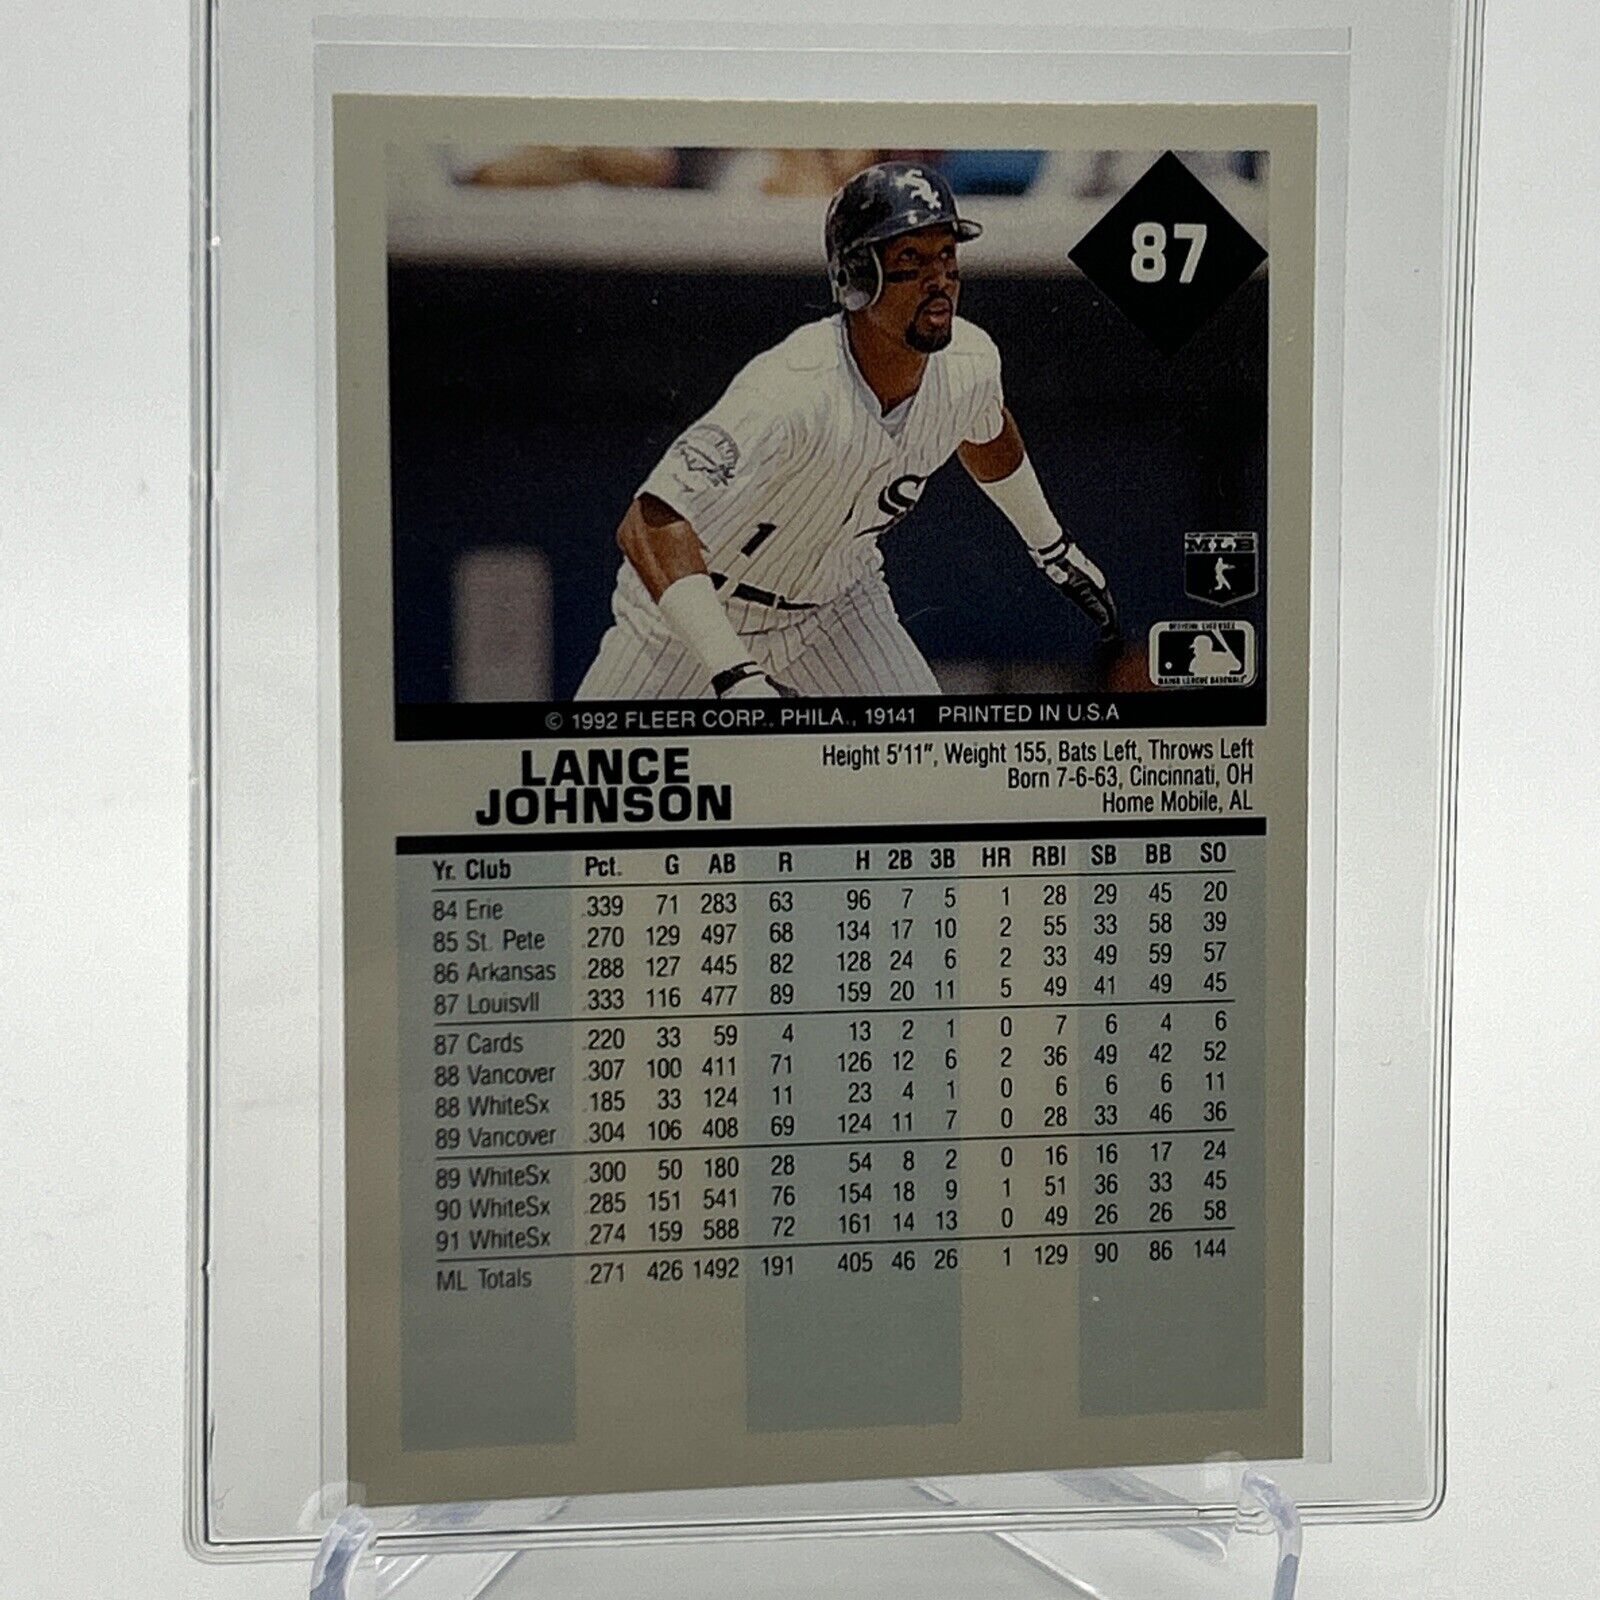 Sox
87
S
1
MLB
OFFICIAL LICENSEE
MAJOR LEAGUE BASEBALL
© 1992 FLEER CORP., PHILA., 19141 PRINTED IN U.S.A
LANCE
JOHNSON
Height 5'11", Weight 155, Bats Left, Throws Left
Born 7-6-63, Cincinnati, OH
Home Mobile, AL
Yr. Club Pct. G AB R H 2B 3B HR RBI SB BB SO
84 Erie .339 71 283 63 96 7 5 1 28 29 45 20
85 St. Pete .270 129 497 68 134 17 10 2 55 33 58 39
86 Arkansas .288 127 445 82 128 24 6 2 33 49 59 57
87 Louisvll .333 116 477 89 159 20 11 5 49 41 49 45
87 Cards .220 33 59 4 13 2 1 0 7 6 4 6
88 Vancover .307 100 411 71 126 12 6 2 36 49 42 52
88 WhiteSx .185 33 124 11 23 4 1 0 6 6 6 11
89 Vancover .304 106 408 69 124 11 7 0 28 33 46 36
89 WhiteSx .300 50 180 28 54 8 2 0 16 16 17 24
90 WhiteSx .285 151 541 76 154 18 9 1 51 36 33 45
91 WhiteSx .274 159 588 72 161 14 13 0 49 26 26 58
ML Totals .271 426 1492 191 405 46 26 1 129 90 86 144